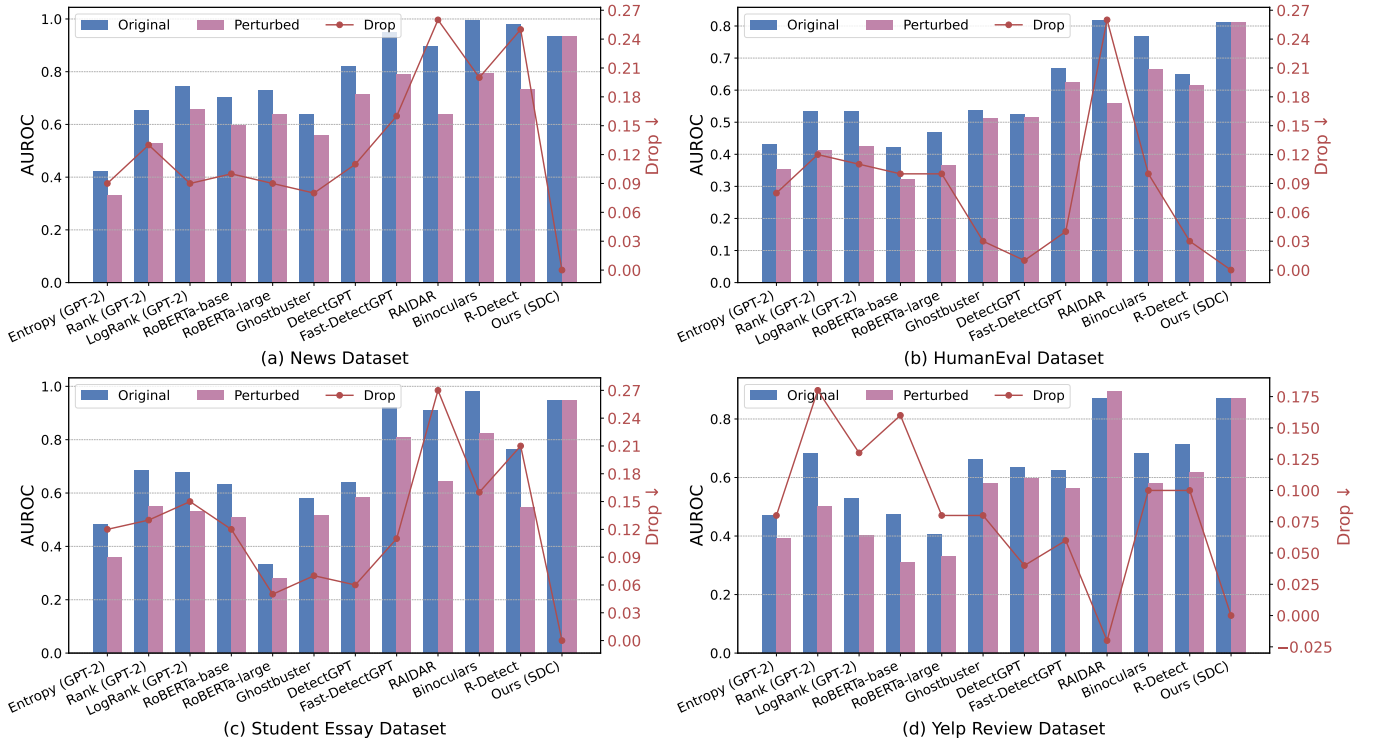 Original Perturbed Drop
AUROC
0.0
0.2
0.4
0.6
0.8
1.0
0.00
0.03
0.06
0.09
0.12
0.15
0.18
0.21
0.24
0.27
Drop ↓
Entropy (GPT-2)
Rank (GPT-2)
LogRank (GPT-2)
RoBERTa-base
RoBERTa-large
Ghostbuster
DetectGPT
Fast-DetectGPT
RAIDAR
Binoculars
R-Detect
Ours (SDC)
(a) News Dataset
Original Perturbed Drop
AUROC
0.0
0.1
0.2
0.3
0.4
0.5
0.6
0.7
0.8
0.00
0.03
0.06
0.09
0.12
0.15
0.18
0.21
0.24
0.27
Drop ↓
Entropy (GPT-2)
Rank (GPT-2)
LogRank (GPT-2)
RoBERTa-base
RoBERTa-large
Ghostbuster
DetectGPT
Fast-DetectGPT
RAIDAR
Binoculars
R-Detect
Ours (SDC)
(b) HumanEval Dataset
Original Perturbed Drop
AUROC
0.0
0.2
0.4
0.6
0.8
1.0
0.00
0.03
0.06
0.09
0.12
0.15
0.18
0.21
0.24
0.27
Drop ↓
Entropy (GPT-2)
Rank (GPT-2)
LogRank (GPT-2)
RoBERTa-base
RoBERTa-large
Ghostbuster
DetectGPT
Fast-DetectGPT
RAIDAR
Binoculars
R-Detect
Ours (SDC)
(c) Student Essay Dataset
Original Perturbed Drop
AUROC
0.0
0.2
0.4
0.6
0.8
−0.025
0.000
0.025
0.050
0.075
0.100
0.125
0.150
0.175
Drop ↓
Entropy (GPT-2)
Rank (GPT-2)
LogRank (GPT-2)
RoBERTa-base
RoBERTa-large
Ghostbuster
DetectGPT
Fast-DetectGPT
RAIDAR
Binoculars
R-Detect
Ours (SDC)
(d) Yelp Review Dataset